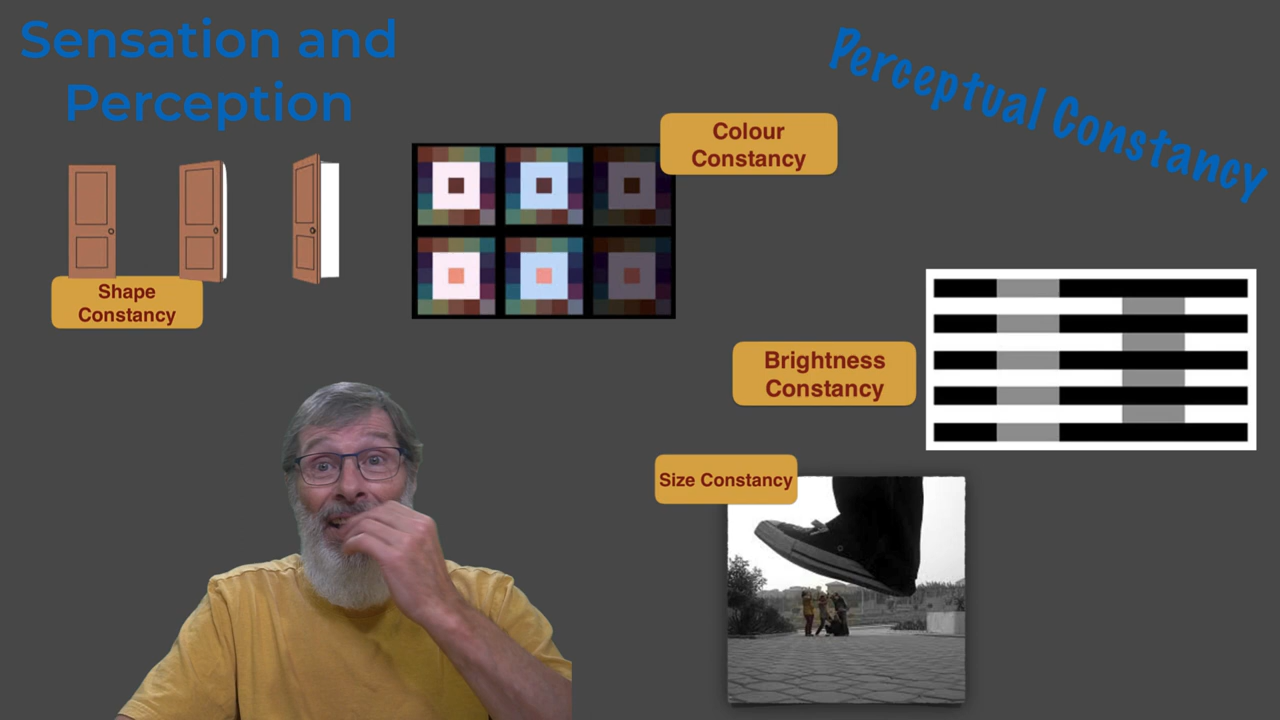 Sensation and
Perception
Perceptual Constancy
Colour
Constancy
Shape
Constancy
Brightness
Constancy
Size Constancy